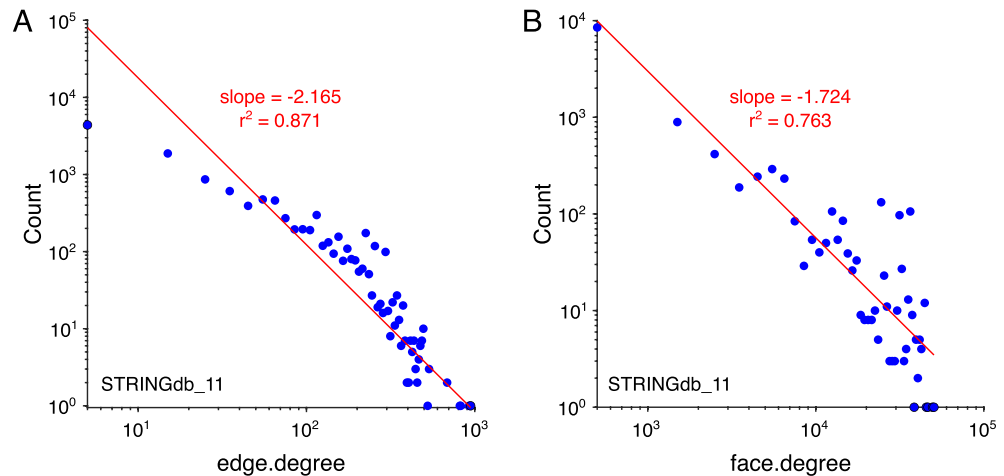 A
10^5
10^4
10^3
10^2
10^1
10^0
Count
slope = -2.165
r^2 = 0.871
STRINGdb_11
10^1
10^2
10^3
edge.degree
B
10^4
10^3
10^2
10^1
10^0
Count
slope = -1.724
r^2 = 0.763
STRINGdb_11
10^3
10^4
10^5
face.degree